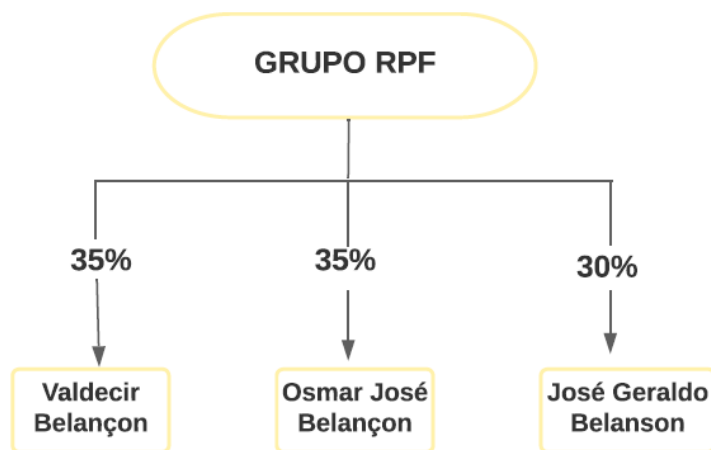 GRUPO RPF
35%
35%
30%
Valdecir
Belançon
Osmar José
Belançon
José Geraldo
Belanson